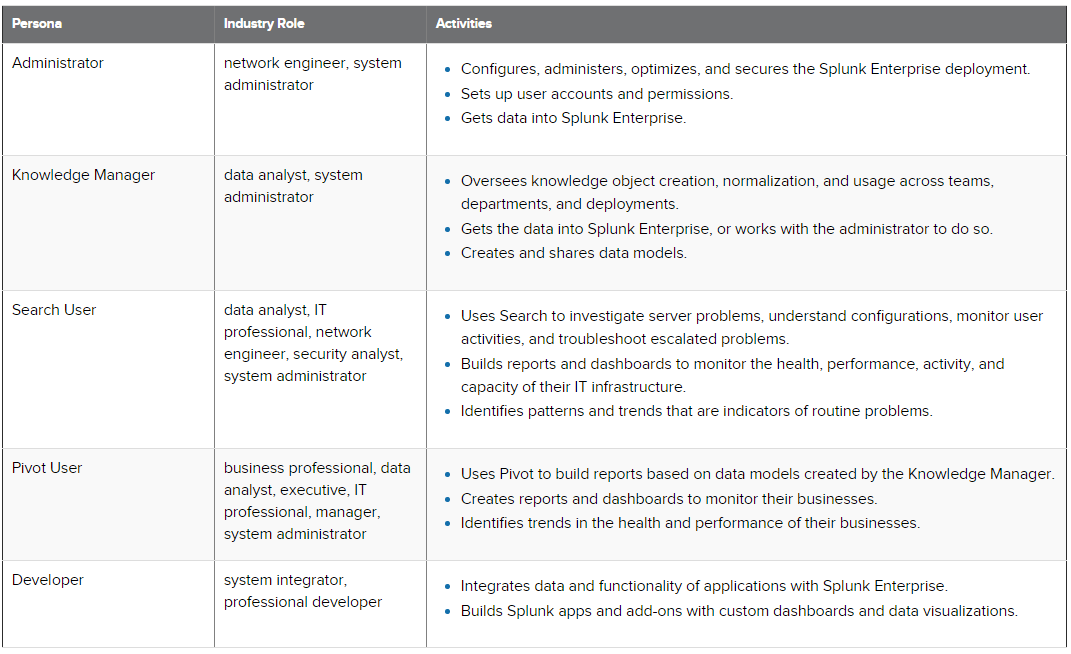 Persona Industry Role Activities
Administrator
network engineer, system
administrator
Configures, administers, optimizes, and secures the Splunk Enterprise deployment.
Sets up user accounts and permissions.
Gets data into Splunk Enterprise.
Knowledge Manager
data analyst, system
administrator
Oversees knowledge object creation, normalization, and usage across teams,
departments, and deployments.
Gets the data into Splunk Enterprise, or works with the administrator to do so.
Creates and shares data models.
Search User
data analyst, IT
professional, network
engineer, security analyst,
system administrator
Uses Search to investigate server problems, understand configurations, monitor user
activities, and troubleshoot escalated problems.
Builds reports and dashboards to monitor the health, performance, activity, and
capacity of their IT infrastructure.
Identifies patterns and trends that are indicators of routine problems.
Pivot User
business professional, data
analyst, executive, IT
professional, manager,
system administrator
Uses Pivot to build reports based on data models created by the Knowledge Manager.
Creates reports and dashboards to monitor their businesses.
Identifies trends in the health and performance of their businesses.
Developer
system integrator,
professional developer
Integrates data and functionality of applications with Splunk Enterprise.
Builds Splunk apps and add-ons with custom dashboards and data visualizations.